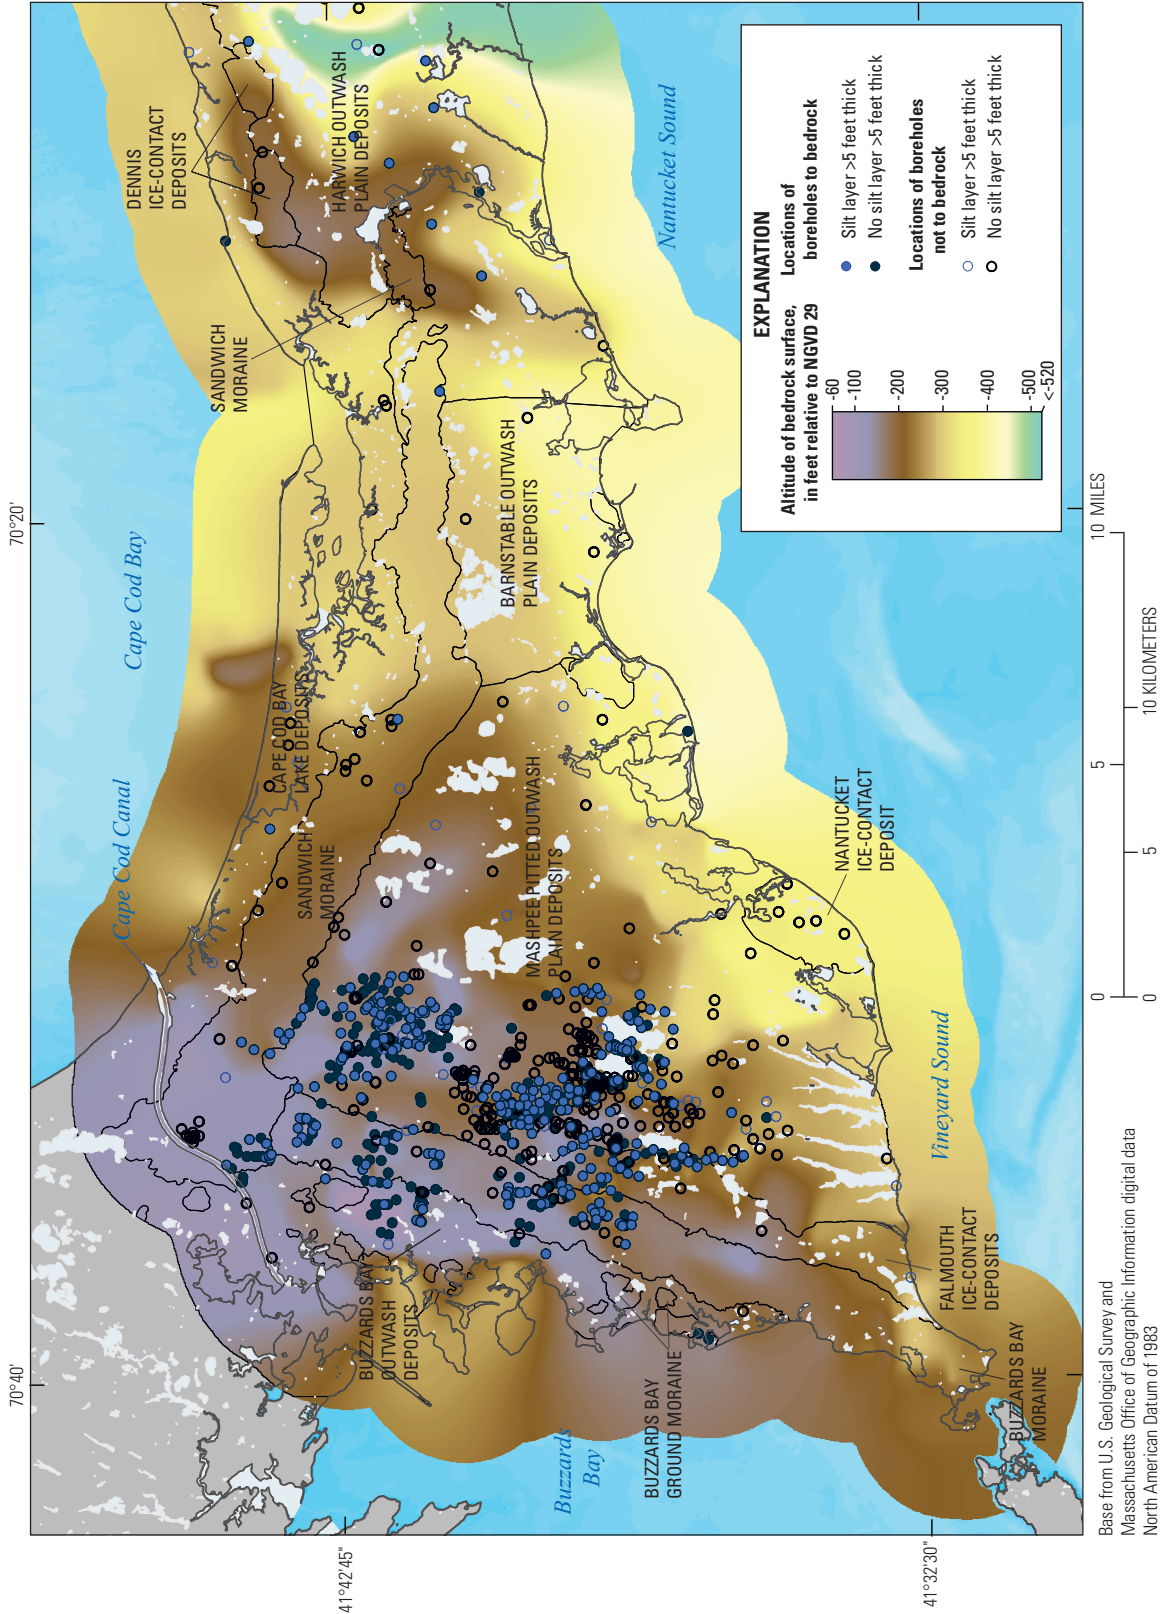 70°40'
70°20'
41°42'45"
41°32'30"
Cape Cod Canal
Cape Cod Bay
Buzzards
Bay
Vineyard Sound
Nantucket Sound
DENNIS
ICE-CONTACT
DEPOSITS
HARWICH OUTWASH
PLAIN DEPOSITS
SANDWICH
MORAINE
BARNSTABLE OUTWASH
PLAIN DEPOSITS
CAPE COD BAY
LAKE DEPOSITS
SANDWICH
MORAINE
MASHPEE PITTED OUTWASH
PLAIN DEPOSITS
NANTUCKET
ICE-CONTACT
DEPOSIT
BUZZARDS BAY
OUTWASH
DEPOSITS
BUZZARDS BAY
GROUND MORAINE
FALMOUTH
ICE-CONTACT
DEPOSITS
BUZZARDS BAY
MORAINE
EXPLANATION
Altitude of bedrock surface,
in feet relative to NGVD 29
60
-100
-200
-300
-400
-500
<-520
Locations of
boreholes to bedrock
Silt layer >5 feet thick
No silt layer >5 feet thick
Locations of boreholes
not to bedrock
Silt layer >5 feet thick
No silt layer >5 feet thick
0
5
10 MILES
0
5
10 KILOMETERS
Base from U.S. Geological Survey and
Massachusetts Office of Geographic Information digital data
North American Datum of 1983